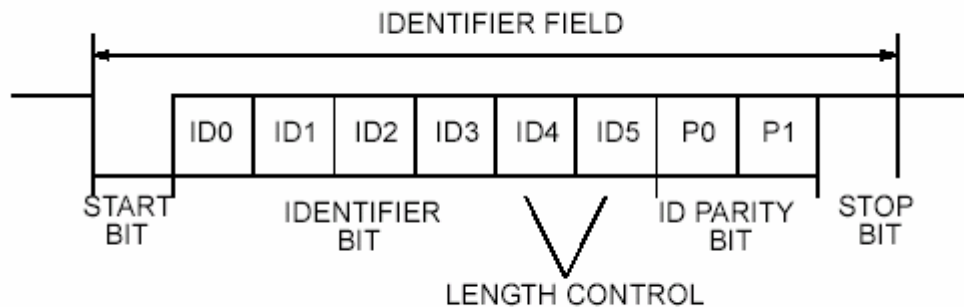 IDENTIFIER FIELD
ID0 ID1 ID2 ID3 ID4 ID5 P0 P1
START BIT
IDENTIFIER BIT
ID PARITY BIT
STOP BIT
LENGTH CONTROL